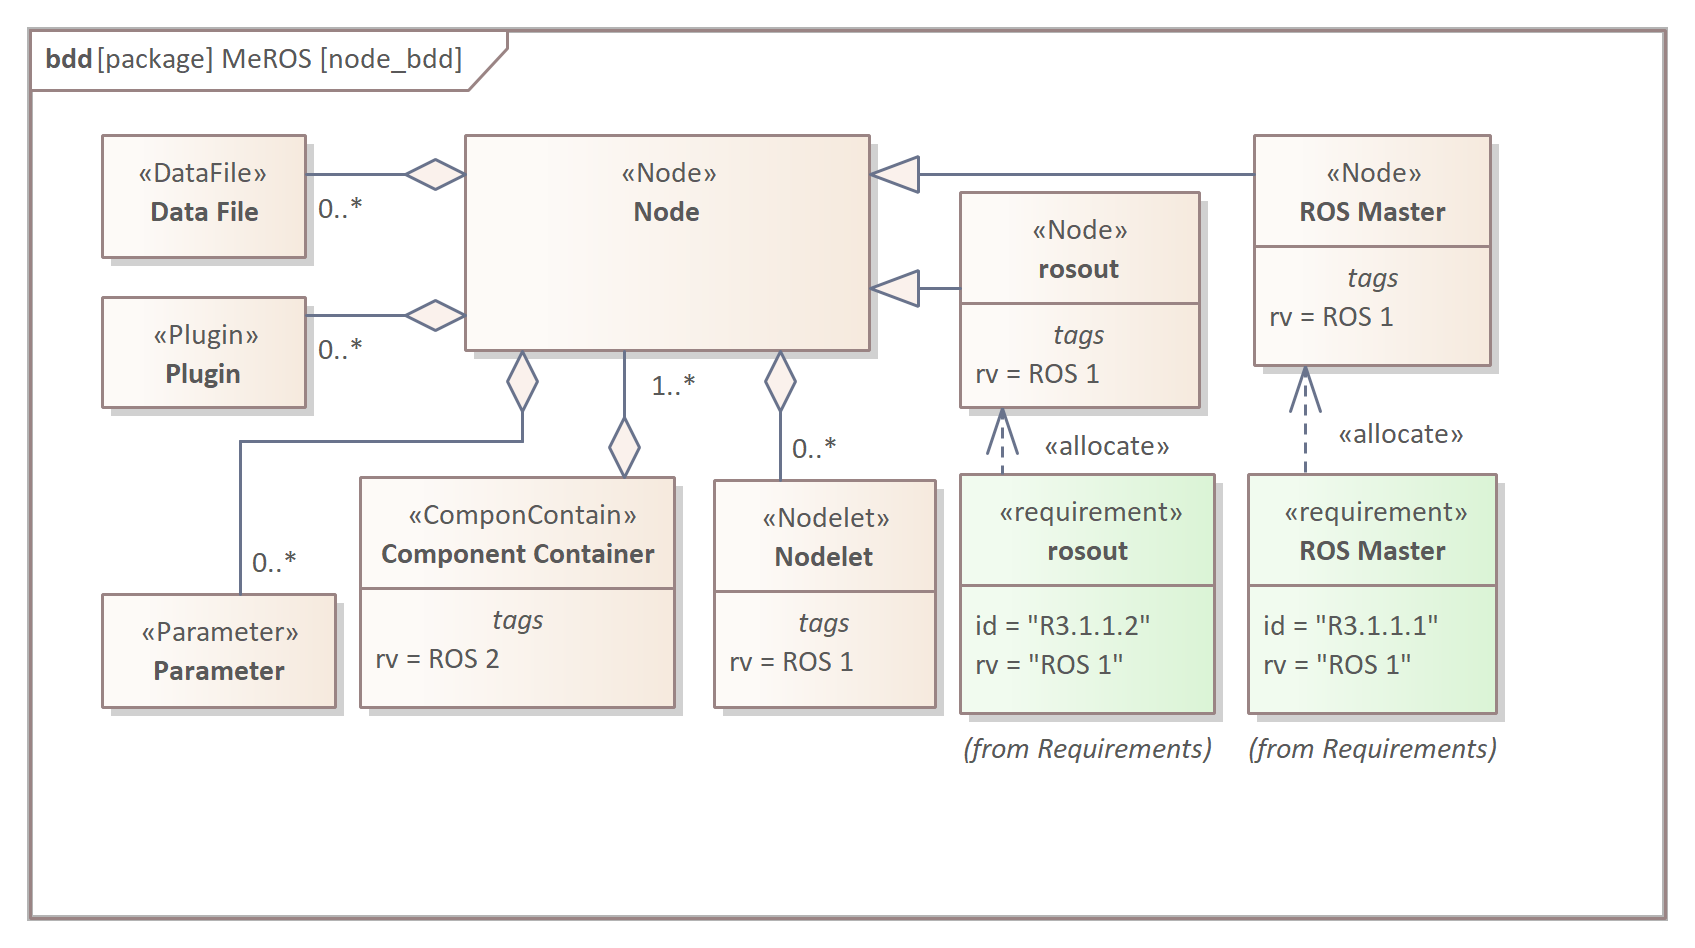 bdd [package] MeROS [node_bdd]
«DataFile»
Data File
0..*
«Plugin»
Plugin
0..*
«Node»
Node
«Node»
rosout
tags
rv = ROS 1
«Node»
ROS Master
tags
rv = ROS 1
1..*
0..*
0..*
«allocate»
«allocate»
«Parameter»
Parameter
«ComponContain»
Component Container
tags
rv = ROS 2
«Nodelet»
Nodelet
tags
rv = ROS 1
«requirement»
rosout
id = "R3.1.1.2"
rv = "ROS 1"
(from Requirements)
«requirement»
ROS Master
id = "R3.1.1.1"
rv = "ROS 1"
(from Requirements)